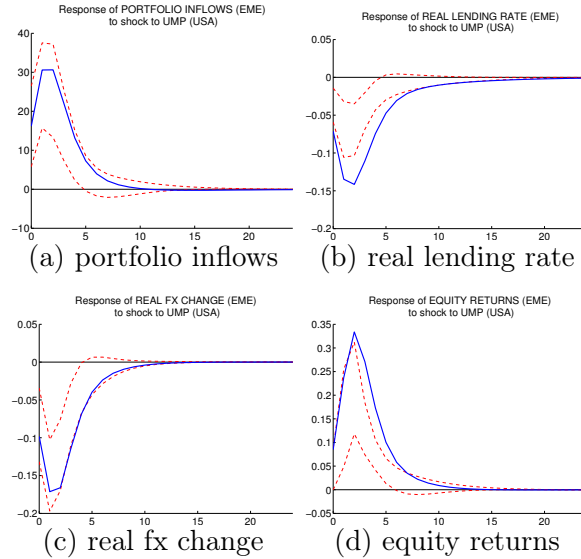 Response of PORTFOLIO INFLOWS (EME)
to shock to UMP (USA)
40
30
20
10
0
−10
0 5 10 15 20
(a) portfolio inflows
Response of REAL LENDING RATE (EME)
to shock to UMP (USA)
0.05
0
−0.05
−0.1
−0.15
−0.2
0 5 10 15 20
(b) real lending rate
Response of REAL FX CHANGE (EME)
to shock to UMP (USA)
0.05
0
−0.05
−0.1
−0.15
−0.2
0 5 10 15 20
(c) real fx change
Response of EQUITY RETURNS (EME)
to shock to UMP (USA)
0.35
0.3
0.25
0.2
0.15
0.1
0.05
0
−0.05
0 5 10 15 20
(d) equity returns